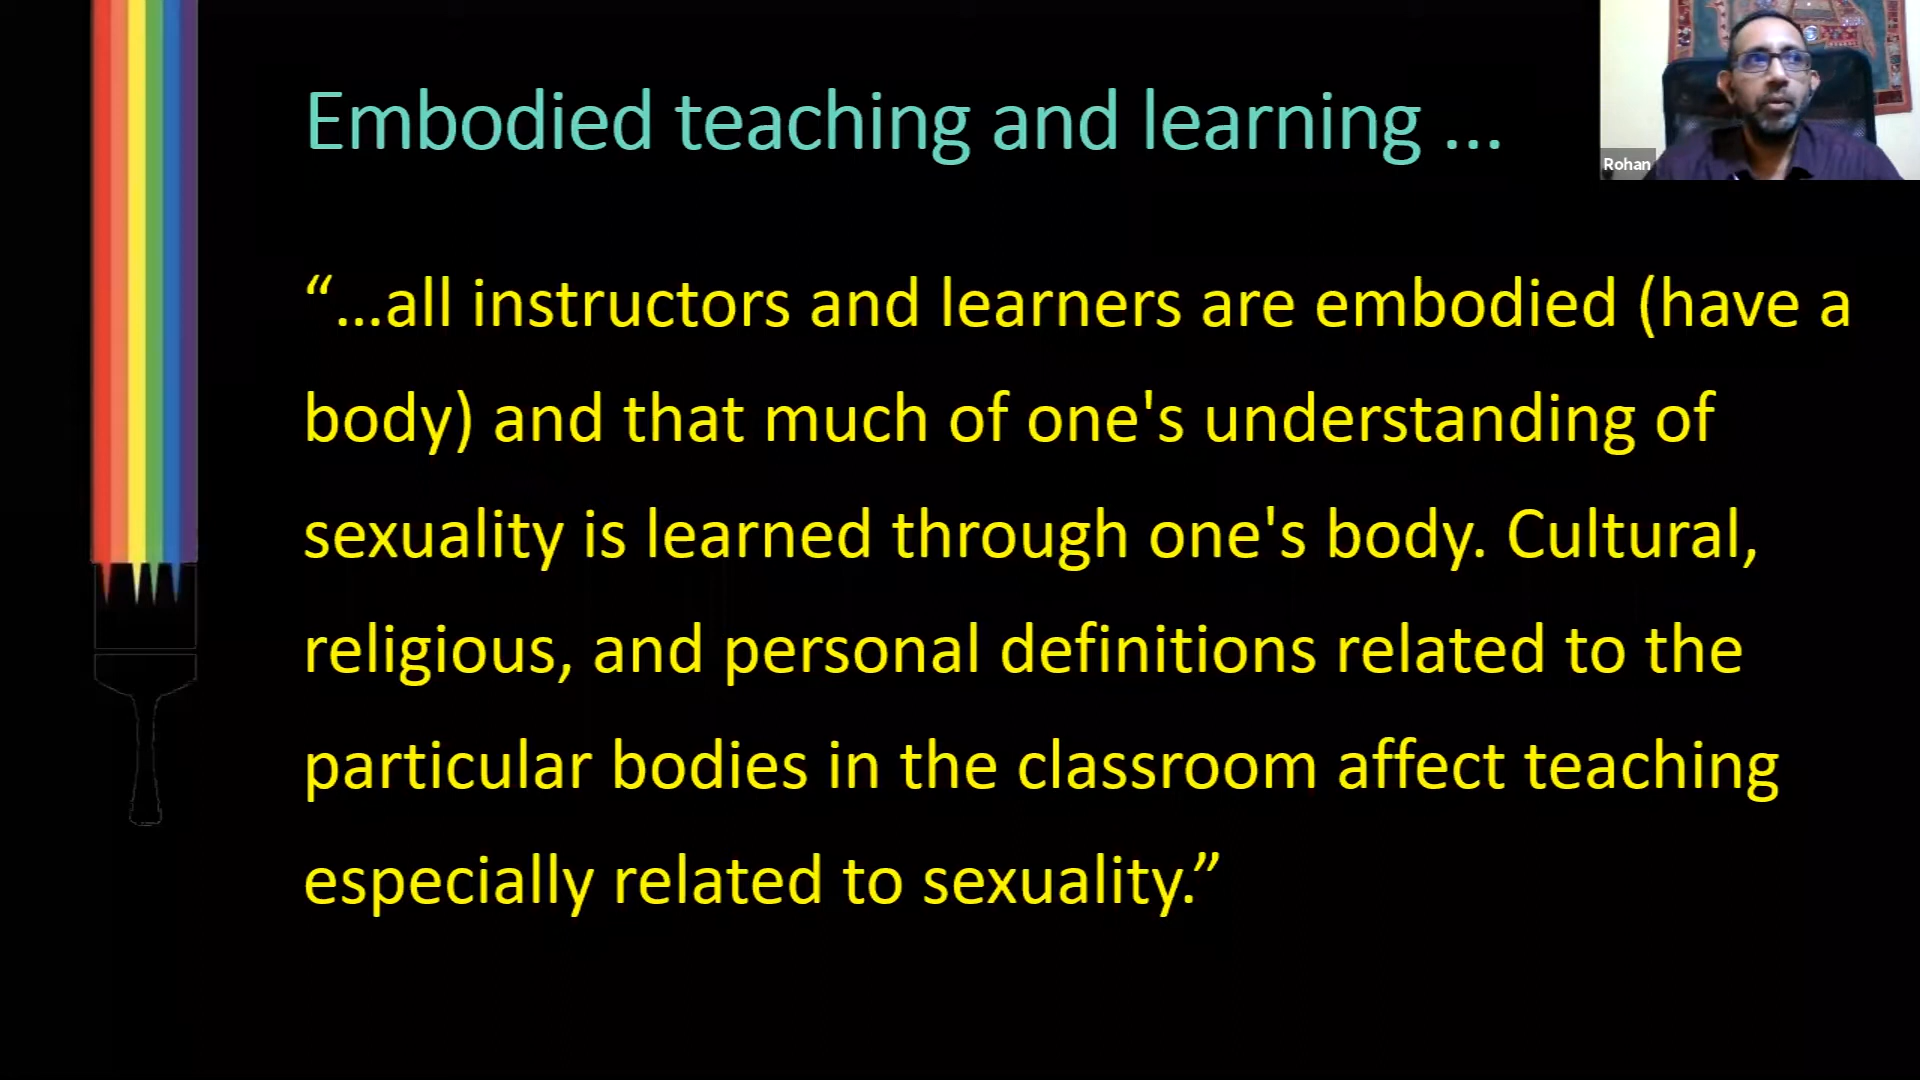 Embodied teaching and learning ...
Rohan
“...all instructors and learners are embodied (have a
body) and that much of one's understanding of
sexuality is learned through one's body. Cultural,
religious, and personal definitions related to the
particular bodies in the classroom affect teaching
especially related to sexuality.”